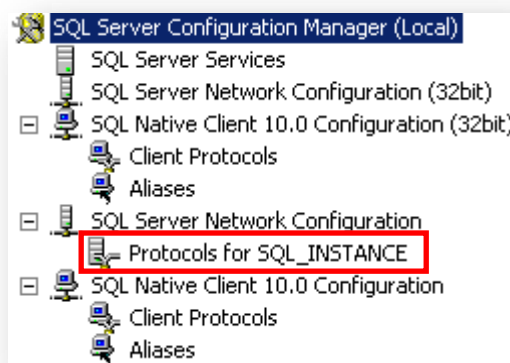 SQL Server Configuration Manager (Local)
SQL Server Services
SQL Server Network Configuration (32bit)
SQL Native Client 10.0 Configuration (32bit)
Client Protocols
Aliases
SQL Server Network Configuration
Protocols for SQL_INSTANCE
SQL Native Client 10.0 Configuration
Client Protocols
Aliases